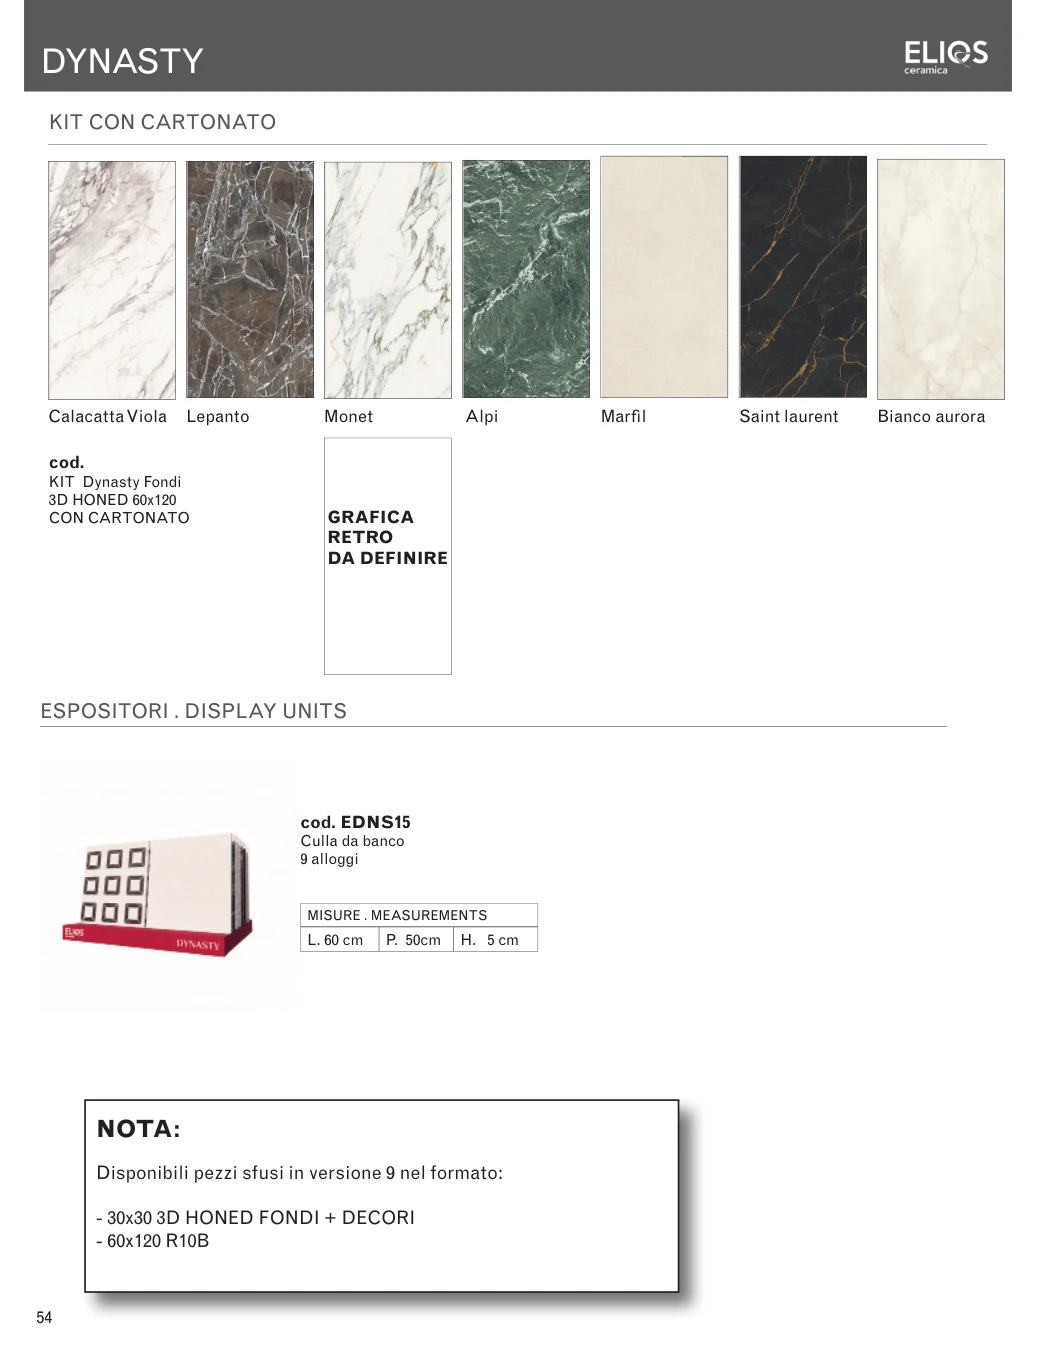 DYNASTY
ELIOS
ceramica
KIT CON CARTONATO
Calacatta Viola
Lepanto
Monet
Alpi
Marfil
Saint laurent
Bianco aurora
cod.
KIT Dynasty Fondi
3D HONED 60x120
CON CARTONATO
GRAFICA
RETRO
DA DEFINIRE
ESPOSITORI . DISPLAY UNITS
ELIOS
DYNASTY
cod. EDNS15
Culla da banco
9 alloggi
MISURE . MEASUREMENTS
L. 60 cm P. 50cm H. 5 cm
NOTA:
Disponibili pezzi sfusi in versione 9 nel formato:
- 30x30 3D HONED FONDI + DECORI
- 60x120 R10B
54